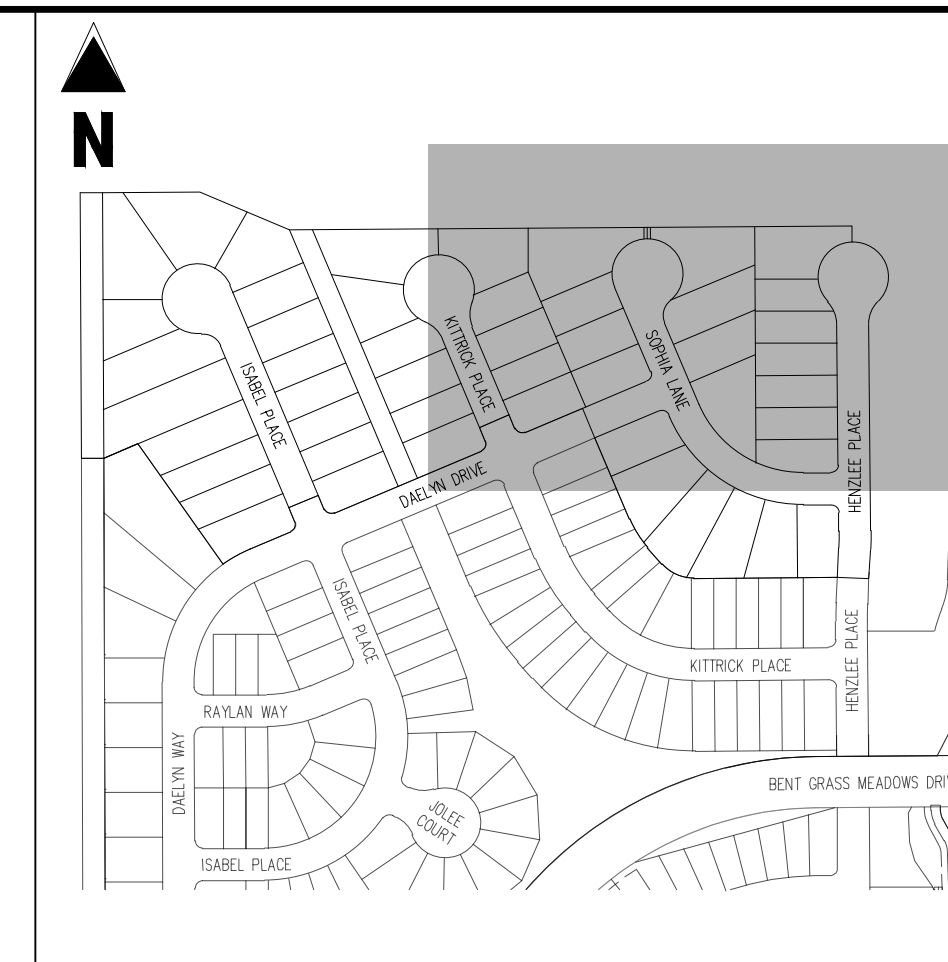 N
KITTRICK PLACE
SOPHIA LANE
ISABEL PLACE
HENZLEE PLACE
DAELYN DRIVE
ISABEL PLACE
HENZLEE PLACE
KITTRICK PLACE
RAYLAN WAY
DAELYN WAY
BENT GRASS MEADOWS DRI
JOLEE
COURT
ISABEL PLACE